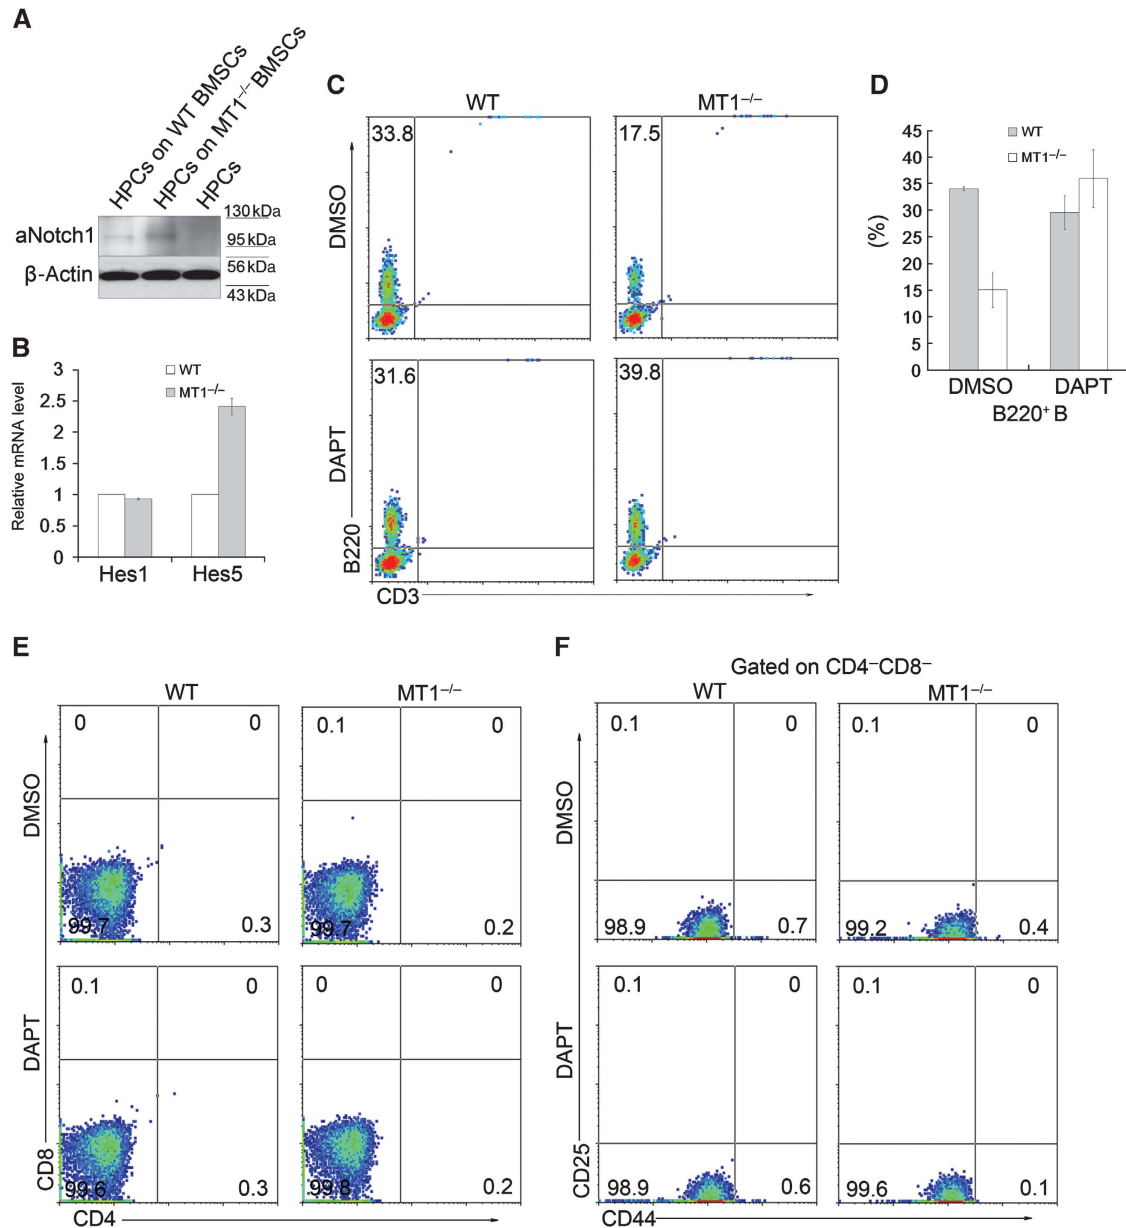 A
HPCs on WT BMSCs
HPCs on MT1⁻/⁻ BMSCs
HPCs
aNotch1
β-Actin
130 kDa
95 kDa
56 kDa
43 kDa
B
Relative mRNA level
WT
MT1⁻/⁻
3
2.5
2
1.5
1
0.5
0
Hes1 Hes5
C
WT MT1⁻/⁻
DMSO
33.8 17.5
DAPT
31.6 39.8
B220
CD3
D
WT
MT1⁻/⁻
(%)
45
40
35
30
25
20
15
10
5
0
DMSO DAPT
B220⁺ B
E
WT MT1⁻/⁻
DMSO
0 0 0.1 0
99.7 0.3 99.7 0.2
DAPT
0.1 0 0 0
99.6 0.3 99.8 0.2
CD8
CD4
F
Gated on CD4⁻CD8⁻
WT MT1⁻/⁻
DMSO
0.1 0 0.1 0
98.9 0.7 99.2 0.4
DAPT
0.1 0 0.1 0
98.9 0.6 99.6 0.1
CD25
CD44